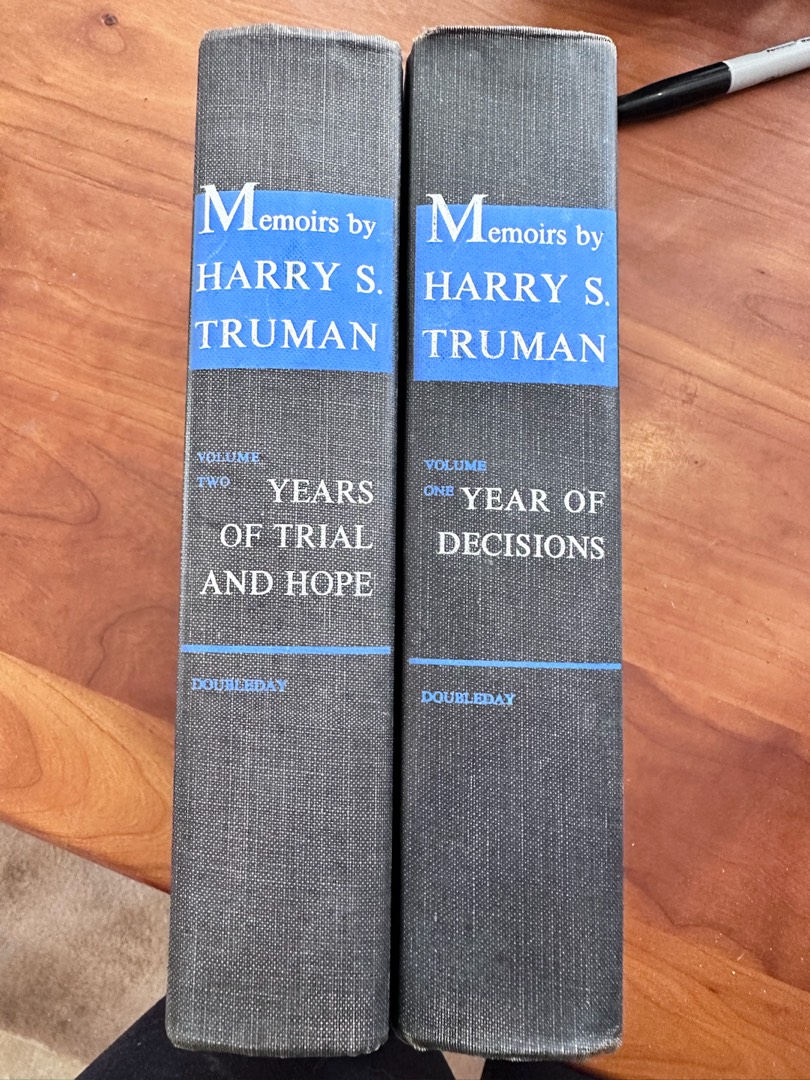 Memoirs by
HARRY S.
TRUMAN
VOLUME
TWO YEARS
OF TRIAL
AND HOPE
DOUBLEDAY
Memoirs by
HARRY S.
TRUMAN
VOLUME
ONE YEAR OF
DECISIONS
DOUBLEDAY